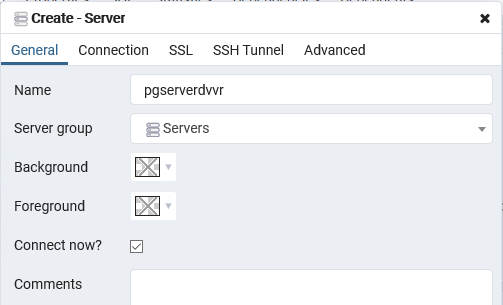 Create - Server
General Connection SSL SSH Tunnel Advanced
Name pgserverdvvr
Server group Servers
Background
Foreground
Connect now?
Comments